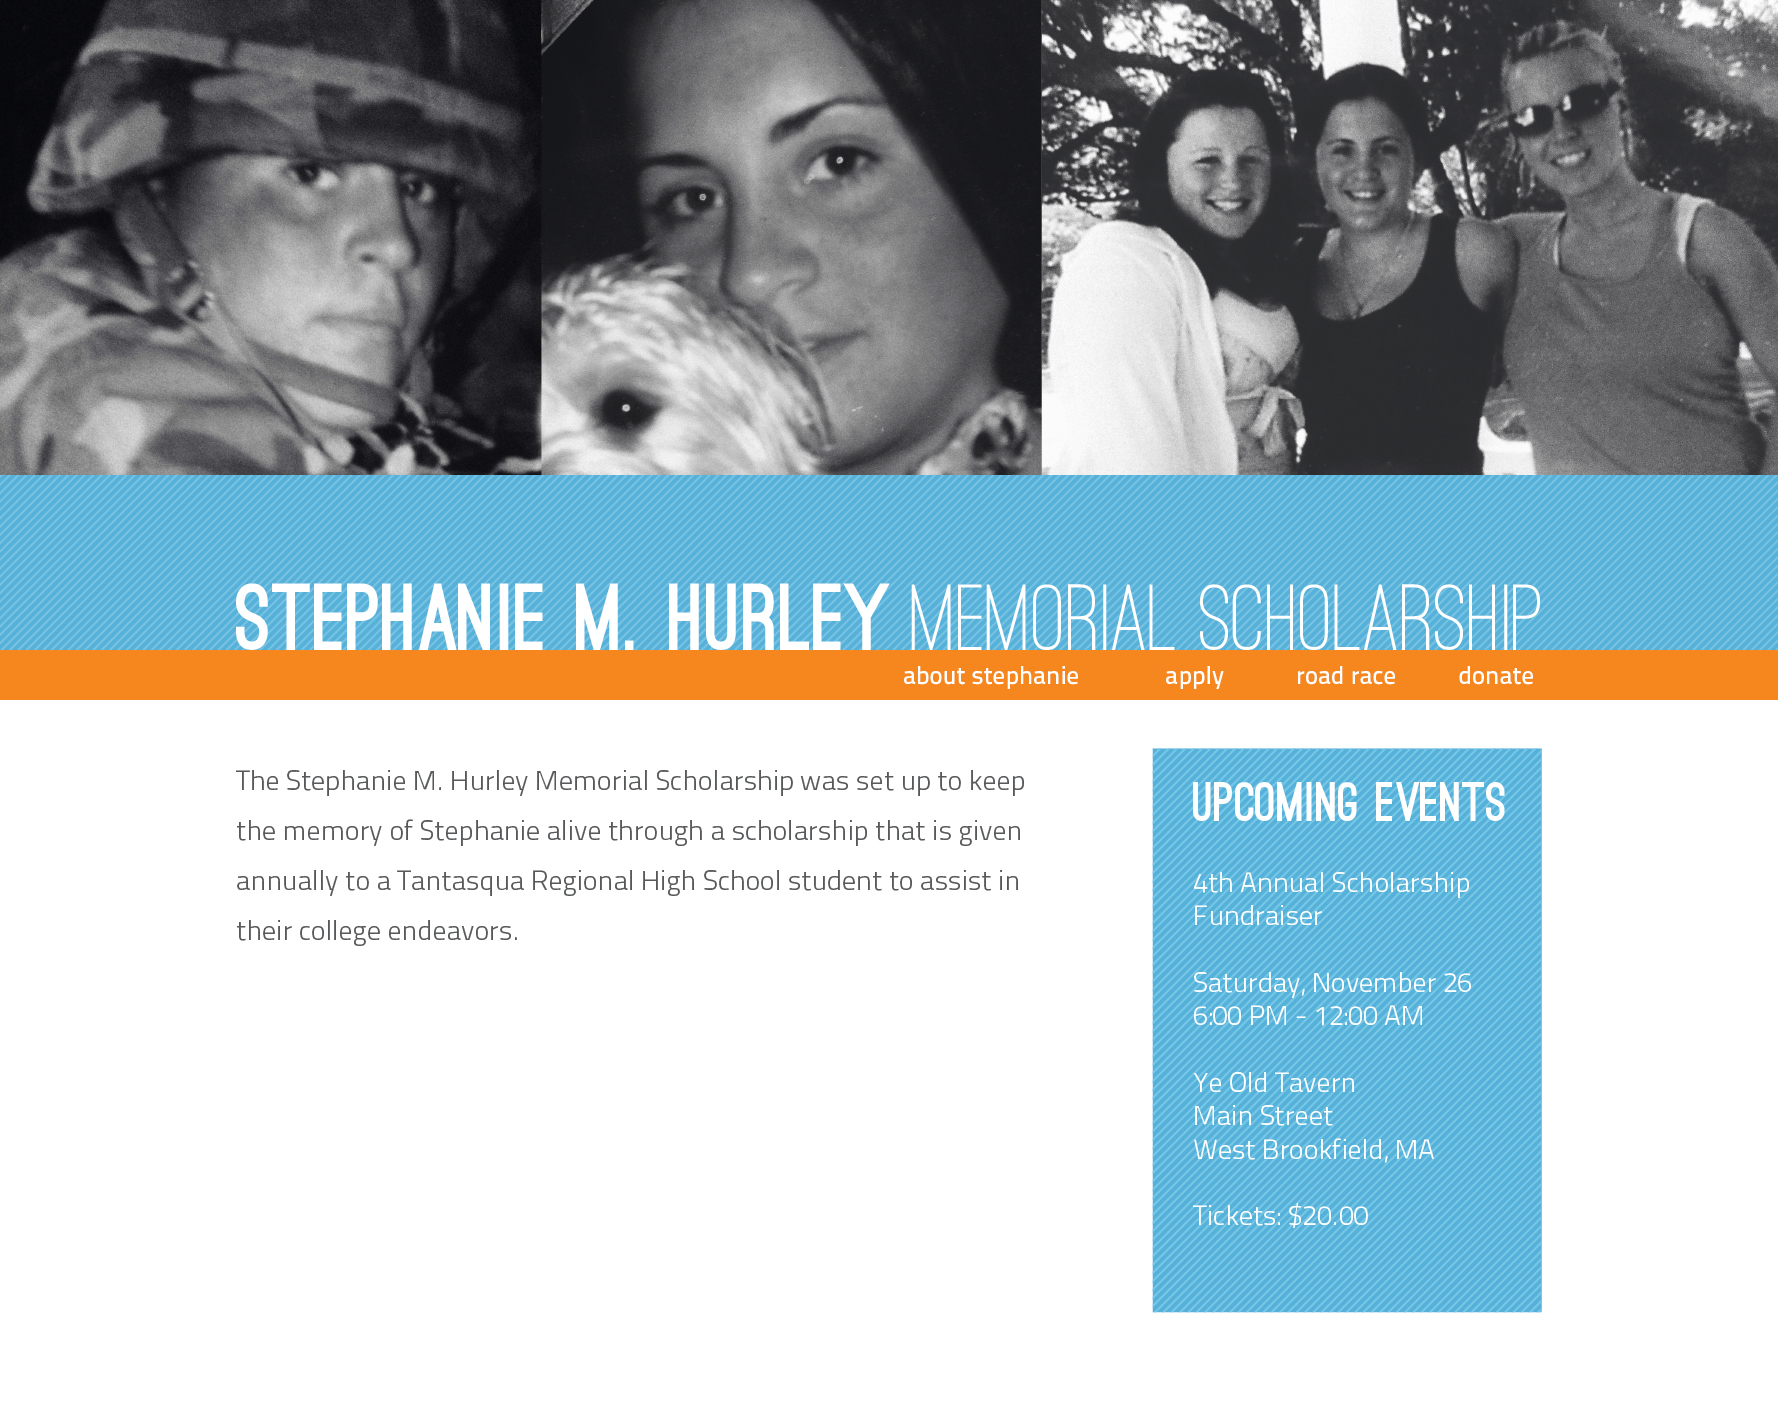 STEPHANIE M. HURLEY MEMORIAL SCHOLARSHIP
about stephanie apply road race donate
The Stephanie M. Hurley Memorial Scholarship was set up to keep
the memory of Stephanie alive through a scholarship that is given
annually to a Tantasqua Regional High School student to assist in
their college endeavors.
UPCOMING EVENTS
4th Annual Scholarship
Fundraiser
Saturday, November 26
6:00 PM - 12:00 AM
Ye Old Tavern
Main Street
West Brookfield, MA
Tickets: $20.00